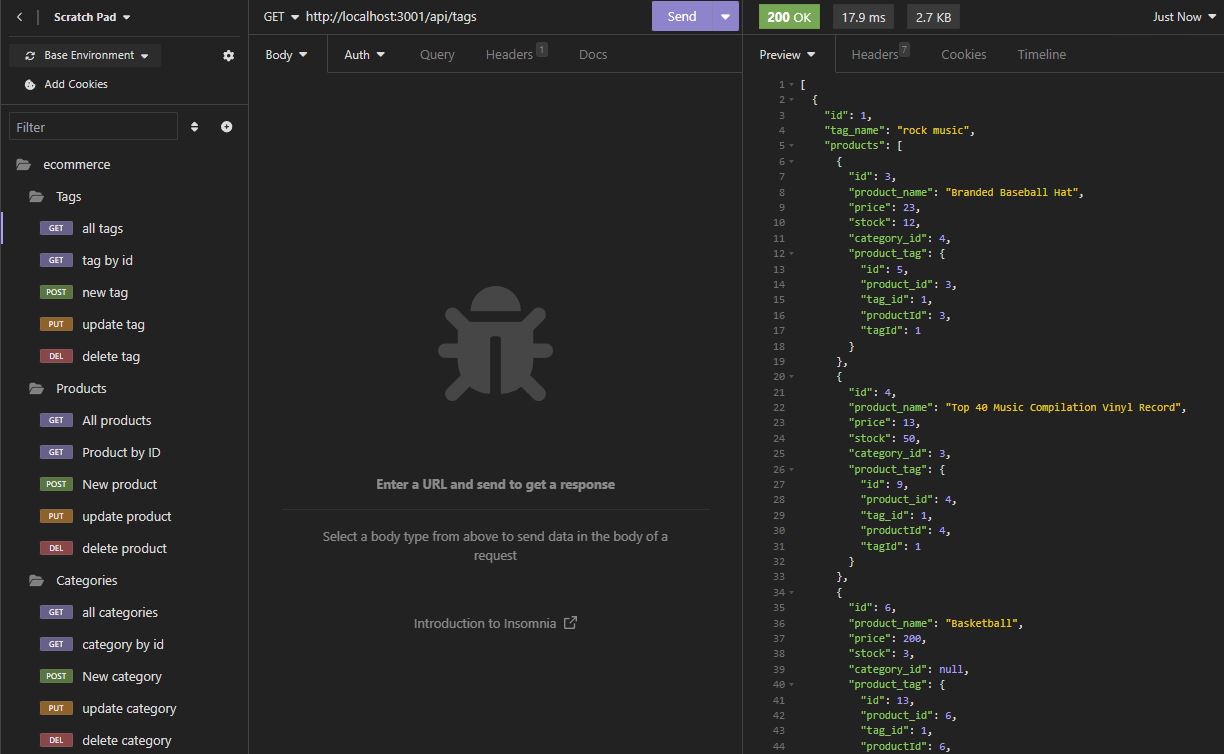 Scratch Pad
Base Environment
Add Cookies
Filter
ecommerce
Tags
GET all tags
GET tag by id
POST new tag
PUT update tag
DEL delete tag
Products
GET All products
GET Product by ID
POST New product
PUT update product
DEL delete product
Categories
GET all categories
GET category by id
POST New category
PUT update category
DEL delete category
GET http://localhost:3001/api/tags Send
Body Auth Query Headers 1 Docs
Enter a URL and send to get a response
Select a body type from above to send data in the body of a
request
Introduction to Insomnia
200 OK 17.9 ms 2.7 KB Just Now
Preview Headers 7 Cookies Timeline
1 [
2 {
3 "id": 1,
4 "tag_name": "rock music",
5 "products": [
6 {
7 "id": 3,
8 "product_name": "Branded Baseball Hat",
9 "price": 23,
10 "stock": 12,
11 "category_id": 4,
12 "product_tag": {
13 "id": 5,
14 "product_id": 3,
15 "tag_id": 1,
16 "productId": 3,
17 "tagId": 1
18 }
19 },
20 {
21 "id": 4,
22 "product_name": "Top 40 Music Compilation Vinyl Record",
23 "price": 13,
24 "stock": 50,
25 "category_id": 3,
26 "product_tag": {
27 "id": 9,
28 "product_id": 4,
29 "tag_id": 1,
30 "productId": 4,
31 "tagId": 1
32 }
33 },
34 {
35 "id": 6,
36 "product_name": "Basketball",
37 "price": 200,
38 "stock": 3,
39 "category_id": null,
40 "product_tag": {
41 "id": 13,
42 "product_id": 6,
43 "tag_id": 1,
44 "productId": 6,